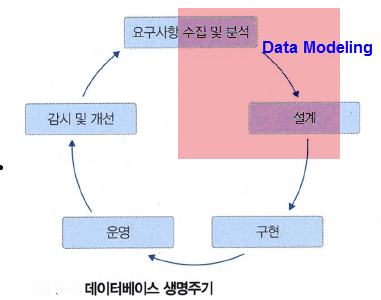 요구사항 수집 및 분석
Data Modeling
감시 및 개선
설계
운영
구현
데이터베이스 생명주기